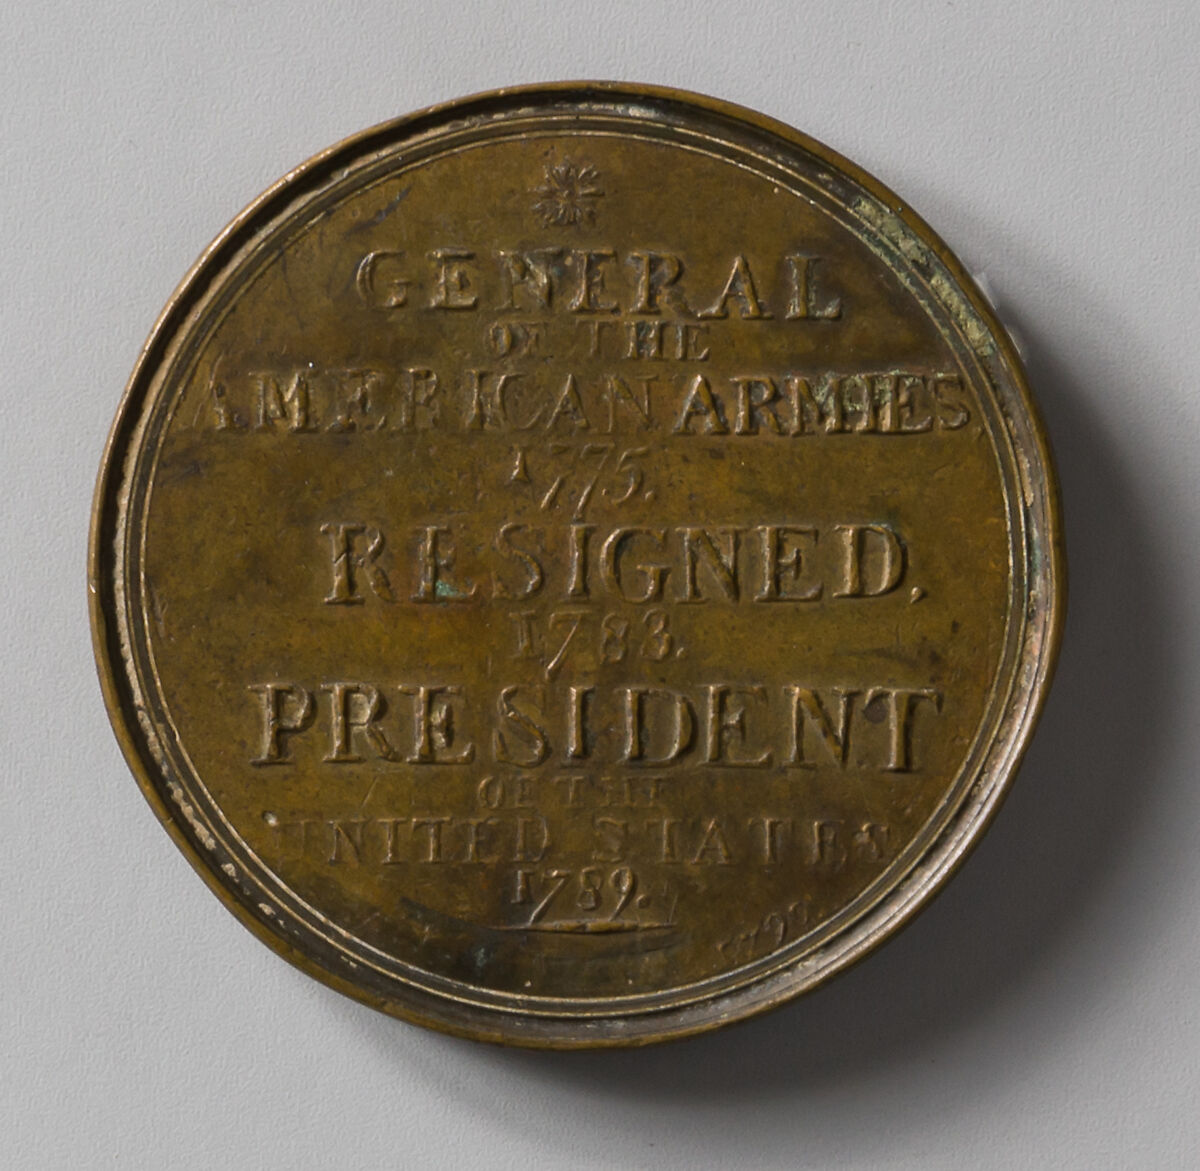 GENERAL
OF THE
AMERICAN ARMIES,
1775.
RESIGNED.
1783.
PRESIDENT
OF THE
UNITED STATES
1789.